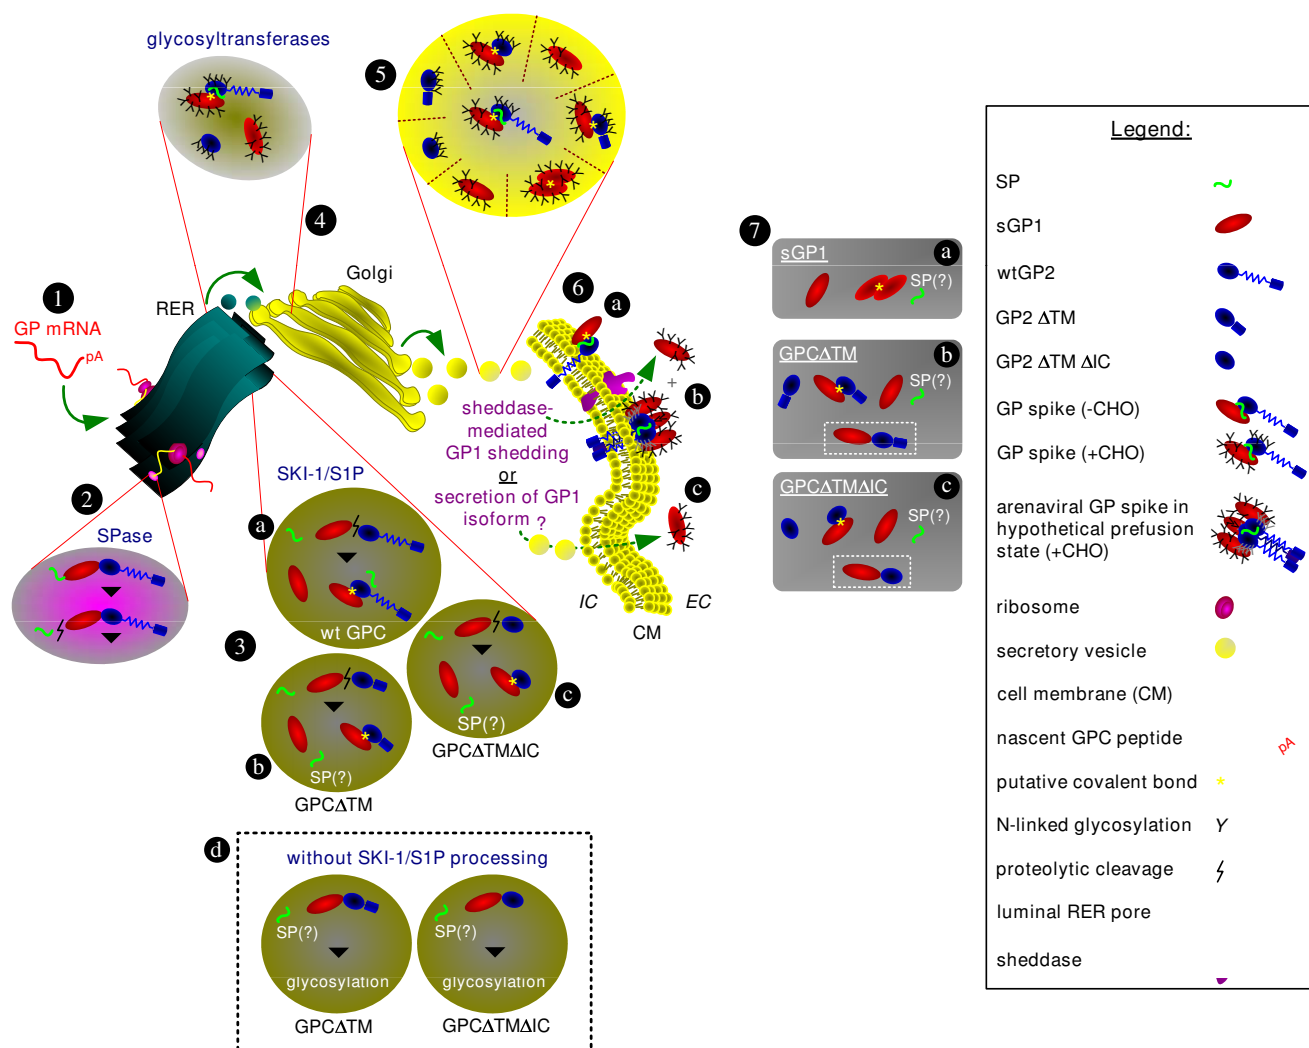 glycosyltransferases
5
4
Golgi
RER
1
GP mRNA
pA
2
SPase
SKI-1/S1P
a
wt GPC
3
SP(?)
b
GPCΔTM
SP(?)
c
GPCΔTMΔIC
d
without SKI-1/S1P processing
SP(?)
SP(?)
glycosylation
glycosylation
GPCΔTM
GPCΔTMΔIC
6
a
+
b
sheddase-
mediated
GP1 shedding
or
secretion of GP1
isoform ?
c
IC
EC
CM
7
sGP1
a
SP(?)
GPCΔTM
b
SP(?)
GPCΔTMΔIC
c
SP(?)
Legend:
SP
sGP1
wtGP2
GP2 ΔTM
GP2 ΔTM ΔIC
GP spike (-CHO)
GP spike (+CHO)
arenaviral GP spike in
hypothetical prefusion
state (+CHO)
ribosome
secretory vesicle
cell membrane (CM)
nascent GPC peptide
pA
putative covalent bond
*
N-linked glycosylation
Y
proteolytic cleavage
luminal RER pore
sheddase